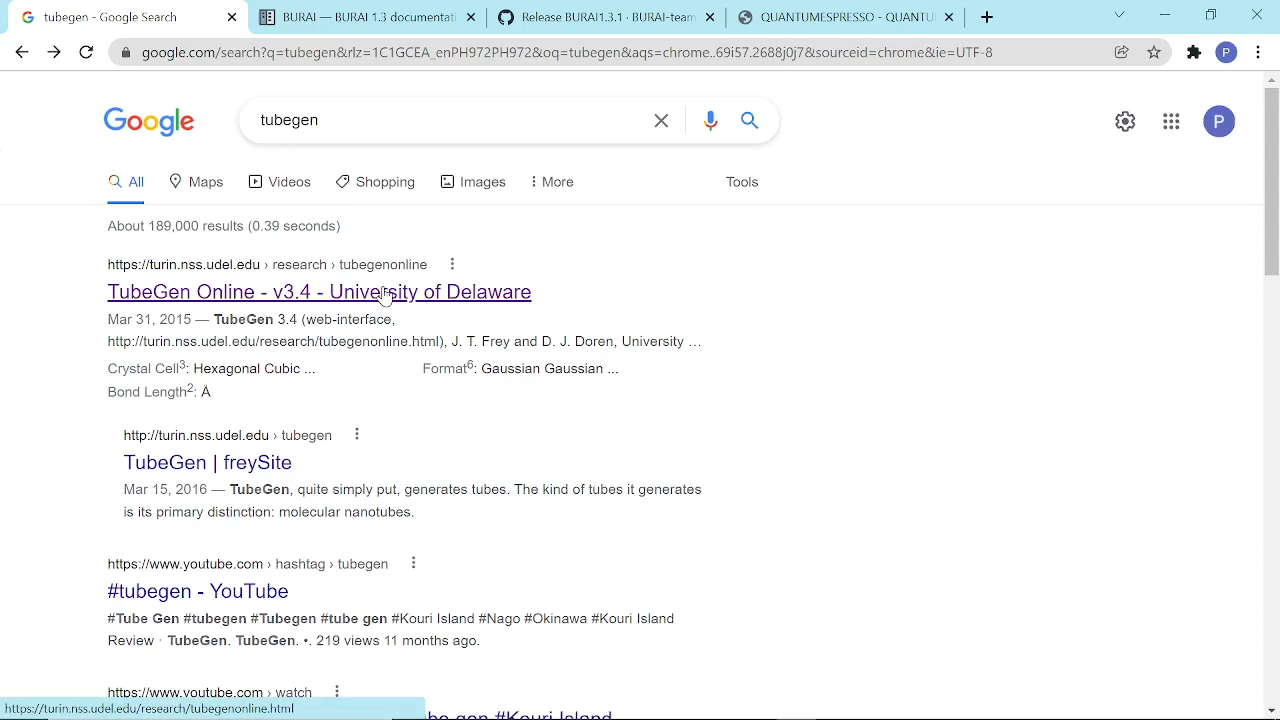 tubegen - Google Search
BURAI — BURAI 1.3 documentati
Release BURAI1.3.1 · BURAI-team
QUANTUMESPRESSO - QUANTU
google.com/search?q=tubegen&rlz=1C1GCEA_enPH972PH972&oq=tubegen&aqs=chrome..69i57.2688j0j7&sourceid=chrome&ie=UTF-8
P
Google
tubegen
P
All
Maps
Videos
Shopping
Images
More
Tools
About 189,000 results (0.39 seconds)
https://turin.nss.udel.edu › research › tubegenonline
TubeGen Online - v3.4 - University of Delaware
Mar 31, 2015 — TubeGen 3.4 (web-interface,
http://turin.nss.udel.edu/research/tubegenonline.html), J. T. Frey and D. J. Doren, University ...
Crystal Cell3: Hexagonal Cubic ...
Format6: Gaussian Gaussian ...
Bond Length2: Å
http://turin.nss.udel.edu › tubegen
TubeGen | freySite
Mar 15, 2016 — TubeGen, quite simply put, generates tubes. The kind of tubes it generates
is its primary distinction: molecular nanotubes.
https://www.youtube.com › hashtag › tubegen
#tubegen - YouTube
#Tube Gen #tubegen #Tubegen #tube gen #Kouri Island #Nago #Okinawa #Kouri Island
Review · TubeGen. TubeGen. •. 219 views 11 months ago.
https://www.youtube.com › watch
https://turin.nss.udel.edu/research/tubegenonline.html
be gen #Kouri Island